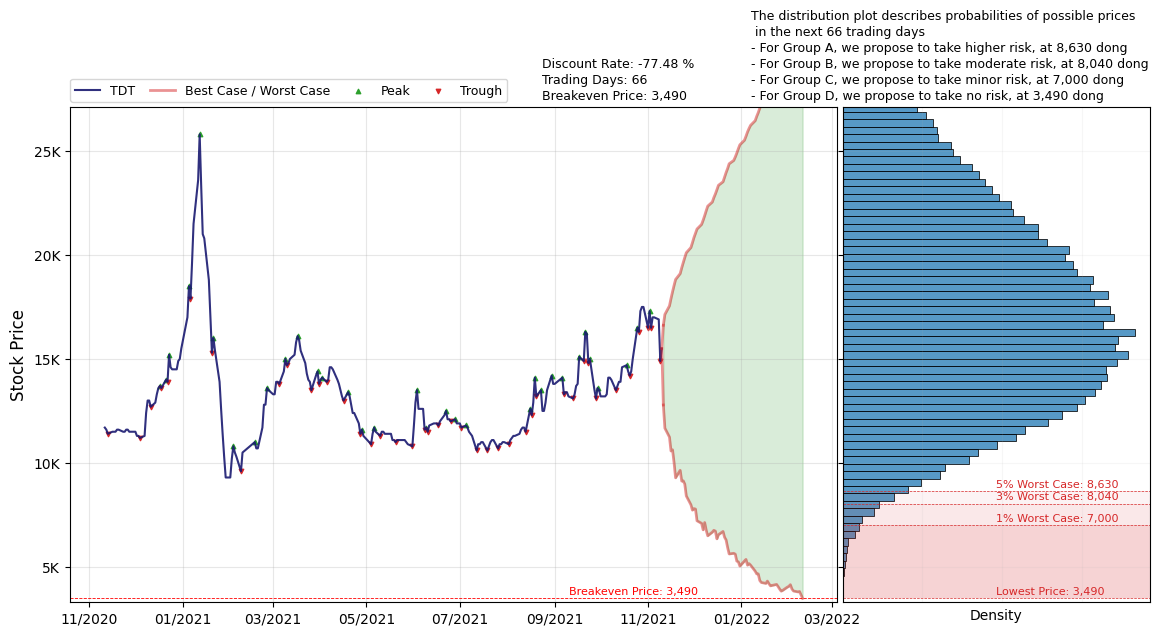 The distribution plot describes probabilities of possible prices
in the next 66 trading days
- For Group A, we propose to take higher risk, at 8,630 dong
- For Group B, we propose to take moderate risk, at 8,040 dong
- For Group C, we propose to take minor risk, at 7,000 dong
- For Group D, we propose to take no risk, at 3,490 dong
Discount Rate: -77.48 %
Trading Days: 66
Breakeven Price: 3,490
TDT
Best Case / Worst Case
Peak
Trough
Stock Price
25K
20K
15K
10K
5K
5% Worst Case: 8,630
3% Worst Case: 8,040
1% Worst Case: 7,000
Breakeven Price: 3,490
Lowest Price: 3,490
11/2020
01/2021
03/2021
05/2021
07/2021
09/2021
11/2021
01/2022
03/2022
Density